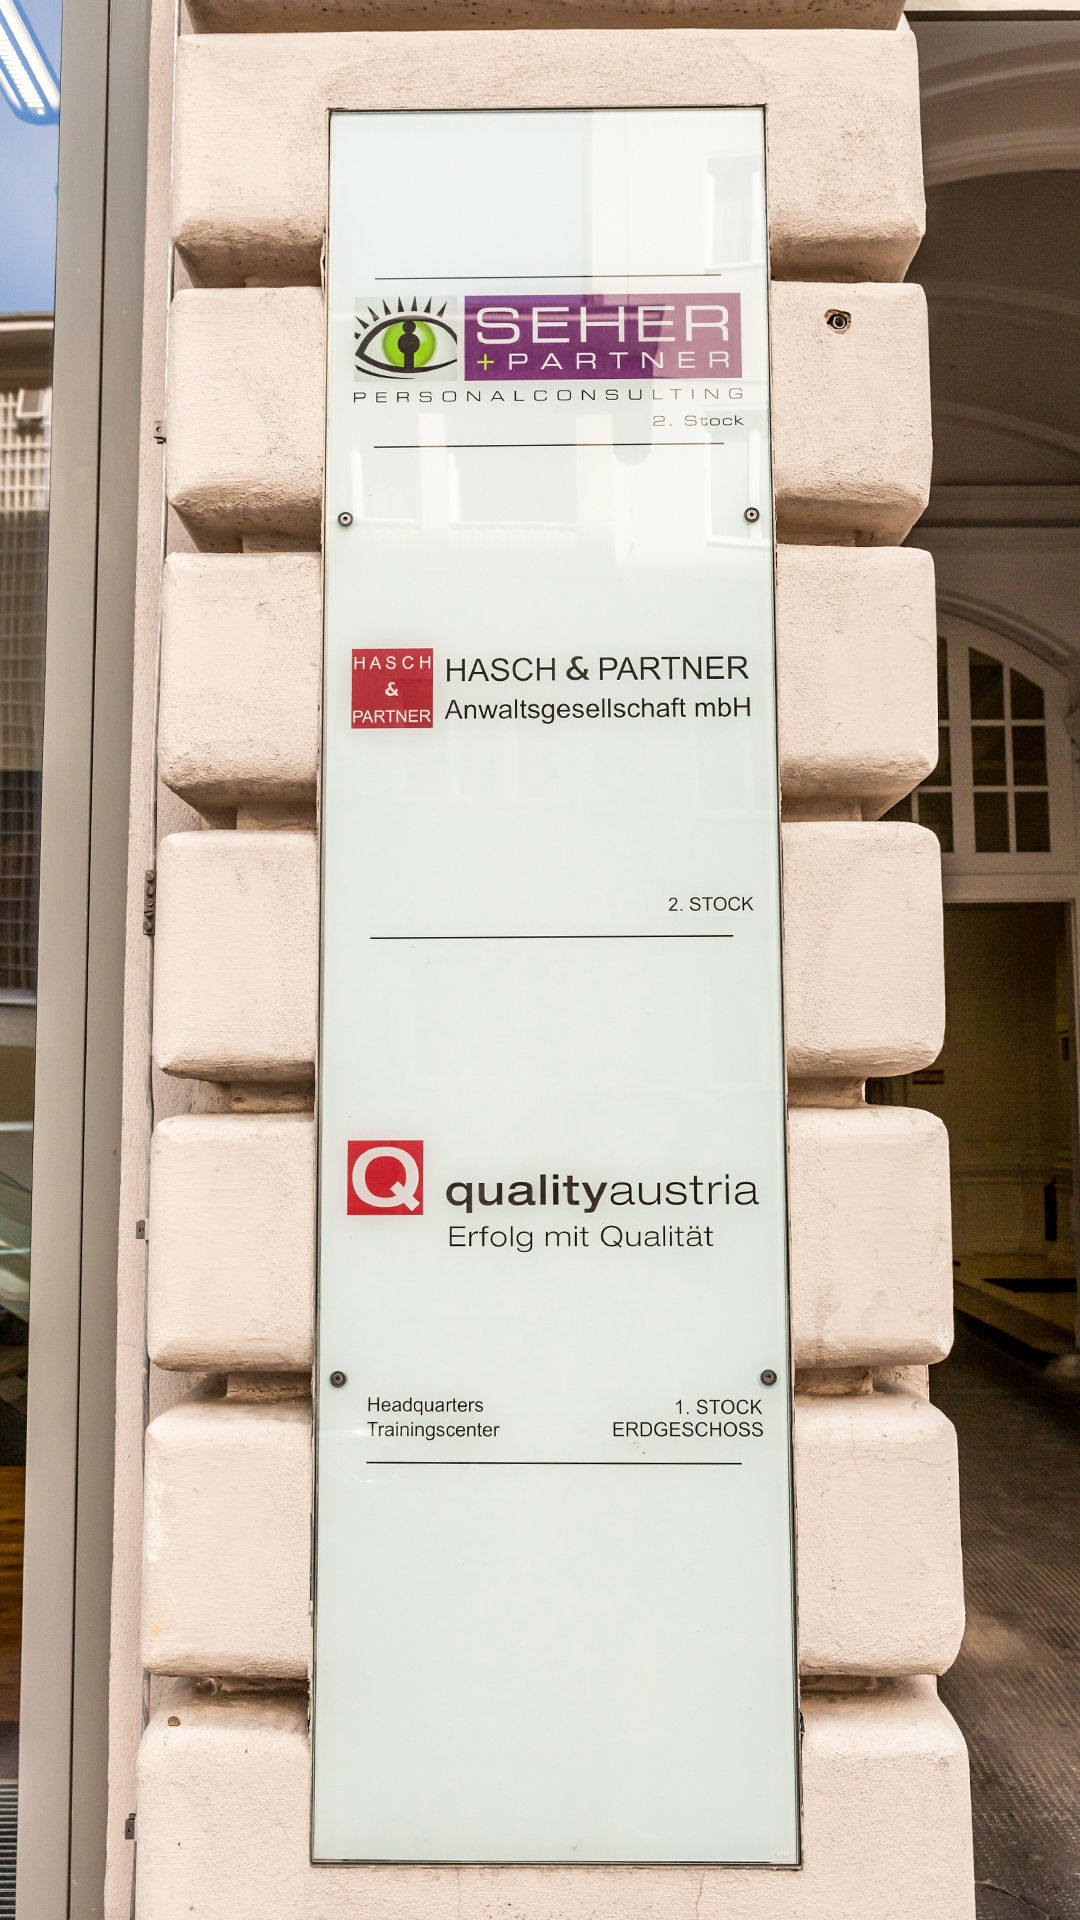 SEHER
+PARTNER
PERSONALCONSULTING
2. Stock
HASCH
&
PARTNER
HASCH & PARTNER
Anwaltsgesellschaft mbH
2. STOCK
Q
qualityaustria
Erfolg mit Qualität
Headquarters 1. STOCK
Trainingscenter ERDGESCHOSS